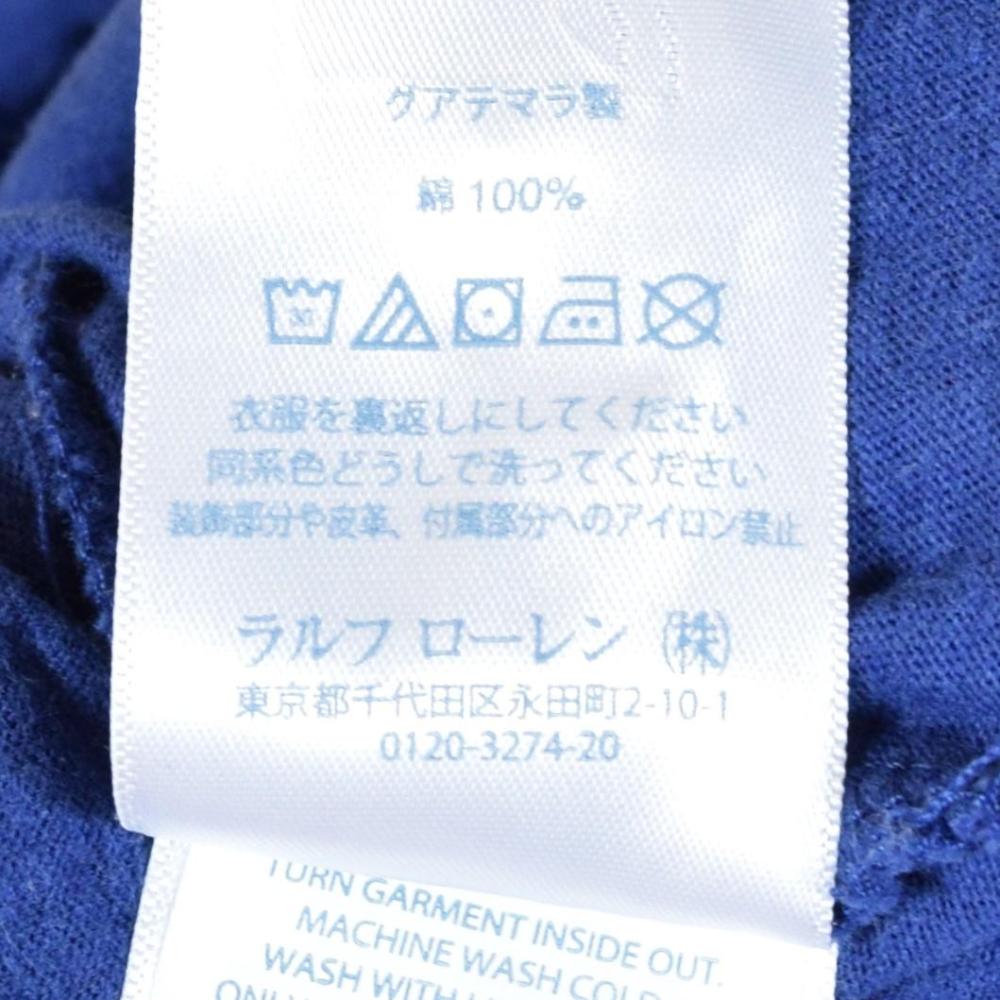 グアテマラ製
綿 100%
30
衣服を裏返しにしてください
同系色どうしで洗ってください
装飾部分や皮革、付属部分へのアイロン禁止
ラルフ ローレン (株)
東京都千代田区永田町2-10-1
0120-3274-20
TURN GARMENT INSIDE OUT.
MACHINE WASH COLD
WASH WITH